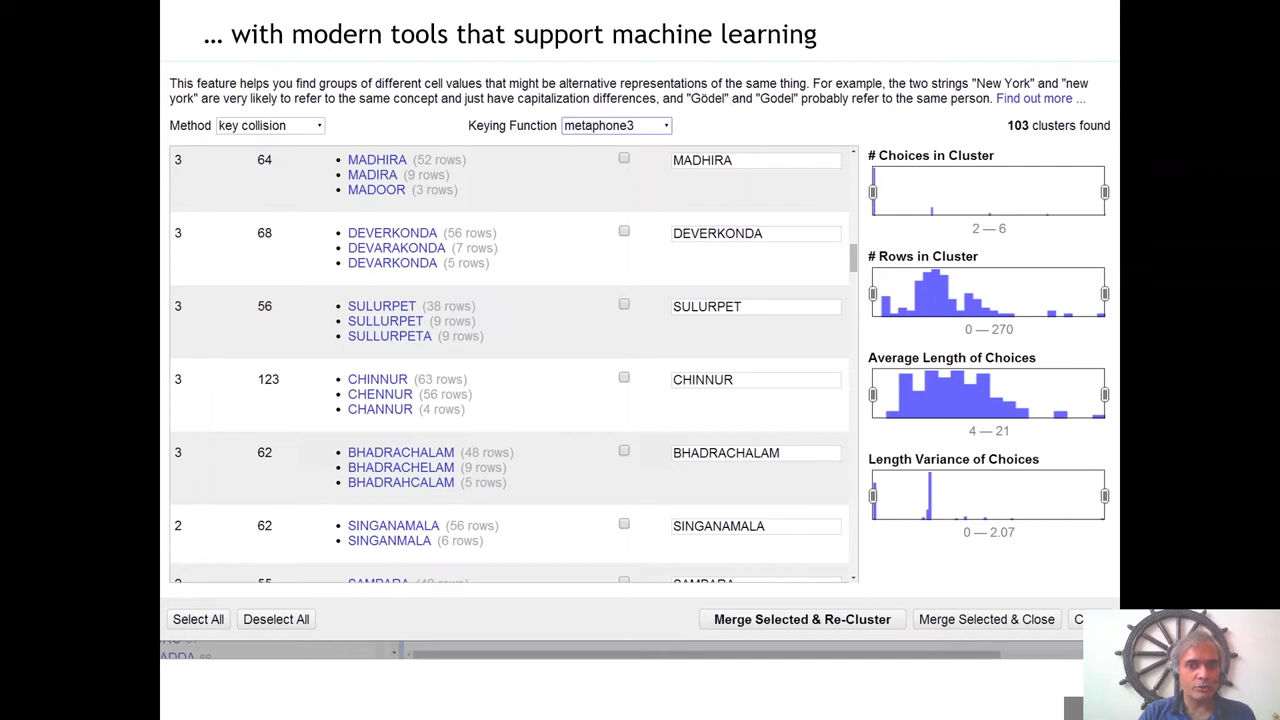 … with modern tools that support machine learning
This feature helps you find groups of different cell values that might be alternative representations of the same thing. For example, the two strings "New York" and "new
york" are very likely to refer to the same concept and just have capitalization differences, and "Gödel" and "Godel" probably refer to the same person. Find out more ...
Method key collision Keying Function metaphone3 103 clusters found
3 64 • MADHIRA (52 rows) MADHIRA
• MADIRA (9 rows)
• MADOOR (3 rows)
3 68 • DEVERKONDA (56 rows) DEVERKONDA
• DEVARAKONDA (7 rows)
• DEVARKONDA (5 rows)
3 56 • SULURPET (38 rows) SULURPET
• SULLURPET (9 rows)
• SULLURPETA (9 rows)
3 123 • CHINNUR (63 rows) CHINNUR
• CHENNUR (56 rows)
• CHANNUR (4 rows)
3 62 • BHADRACHALAM (48 rows) BHADRACHALAM
• BHADRACHELAM (9 rows)
• BHADRAHCALAM (5 rows)
2 62 • SINGANAMALA (56 rows) SINGANAMALA
• SINGANMALA (6 rows)
# Choices in Cluster
2 — 6
# Rows in Cluster
0 — 270
Average Length of Choices
4 — 21
Length Variance of Choices
0 — 2.07
Select All Deselect All Merge Selected & Re-Cluster Merge Selected & Close